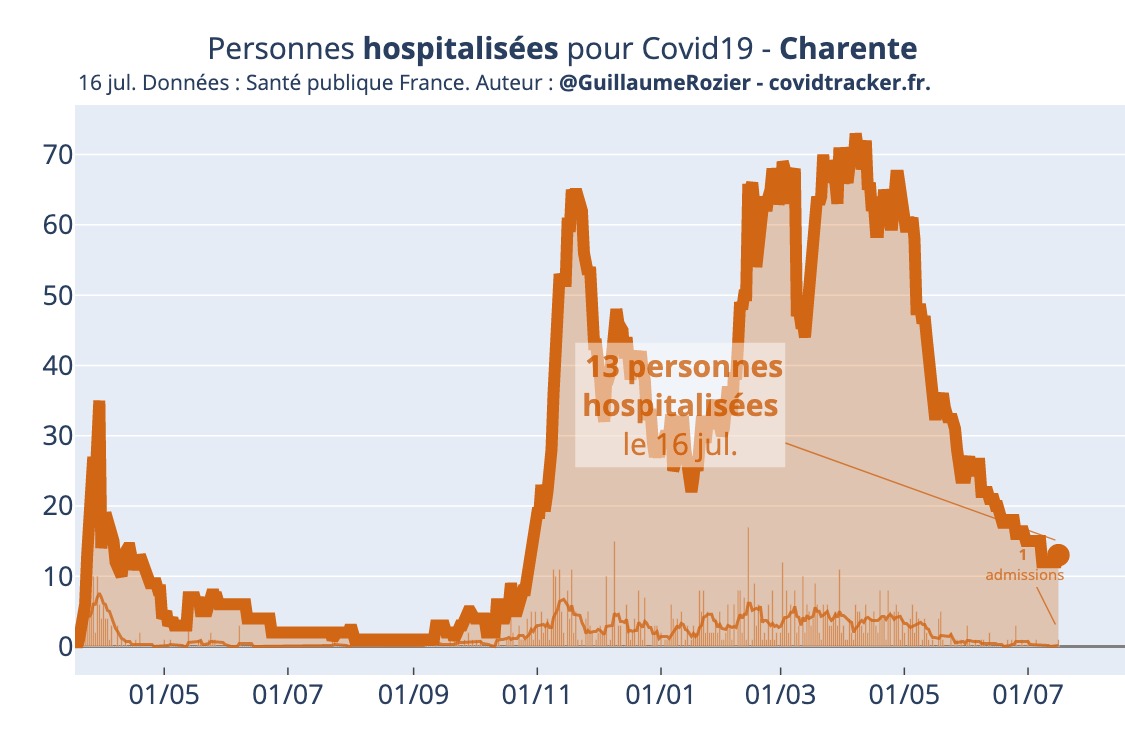 Personnes hospitalisées pour Covid19 - Charente
16 jul. Données : Santé publique France. Auteur : @GuillaumeRozier - covidtracker.fr.
70
60
50
40
30
20
10
0
13 personnes
hospitalisées
le 16 jul.
1
admissions
01/05 01/07 01/09 01/11 01/01 01/03 01/05 01/07